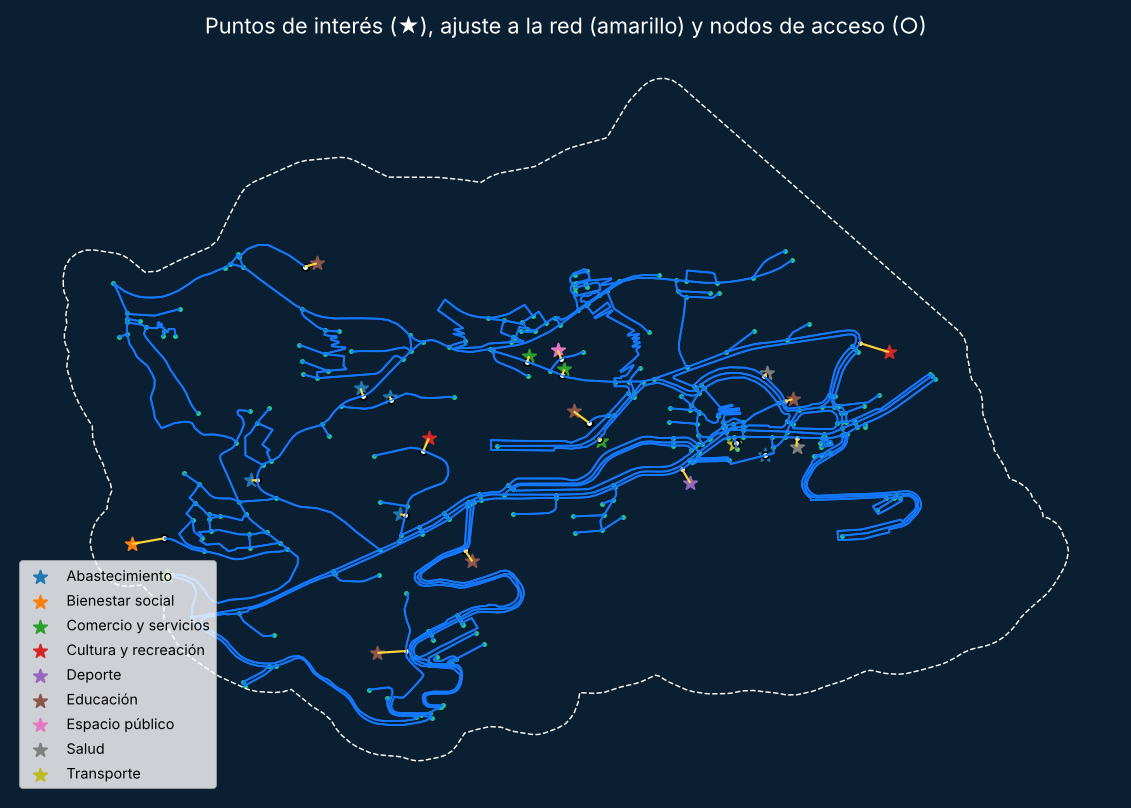 Puntos de interés (★), ajuste a la red (amarillo) y nodos de acceso (○)
Abastecimiento
Bienestar social
Comercio y servicios
Cultura y recreación
Deporte
Educación
Espacio público
Salud
Transporte